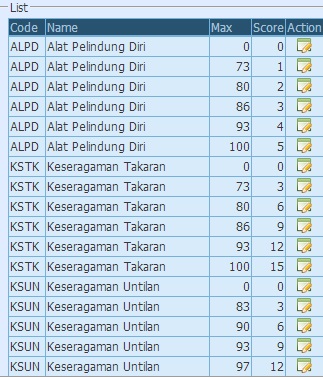 List
Code Name Max Score Action
ALPD Alat Pelindung Diri 0 0
ALPD Alat Pelindung Diri 73 1
ALPD Alat Pelindung Diri 80 2
ALPD Alat Pelindung Diri 86 3
ALPD Alat Pelindung Diri 93 4
ALPD Alat Pelindung Diri 100 5
KSTK Keseragaman Takaran 0 0
KSTK Keseragaman Takaran 73 3
KSTK Keseragaman Takaran 80 6
KSTK Keseragaman Takaran 86 9
KSTK Keseragaman Takaran 93 12
KSTK Keseragaman Takaran 100 15
KSUN Keseragaman Untilan 0 0
KSUN Keseragaman Untilan 83 3
KSUN Keseragaman Untilan 90 6
KSUN Keseragaman Untilan 93 9
KSUN Keseragaman Untilan 97 12